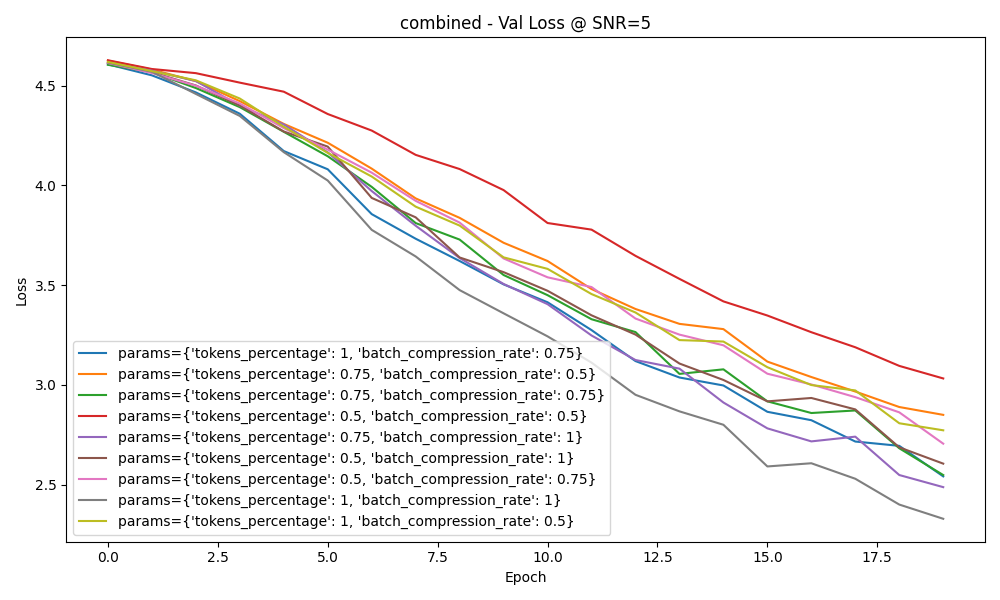 combined - Val Loss @ SNR=5
Loss
4.5
4.0
3.5
3.0
2.5
params={'tokens_percentage': 1, 'batch_compression_rate': 0.75}
params={'tokens_percentage': 0.75, 'batch_compression_rate': 0.5}
params={'tokens_percentage': 0.75, 'batch_compression_rate': 0.75}
params={'tokens_percentage': 0.5, 'batch_compression_rate': 0.5}
params={'tokens_percentage': 0.75, 'batch_compression_rate': 1}
params={'tokens_percentage': 0.5, 'batch_compression_rate': 1}
params={'tokens_percentage': 0.5, 'batch_compression_rate': 0.75}
params={'tokens_percentage': 1, 'batch_compression_rate': 1}
params={'tokens_percentage': 1, 'batch_compression_rate': 0.5}
0.0 2.5 5.0 7.5 10.0 12.5 15.0 17.5
Epoch